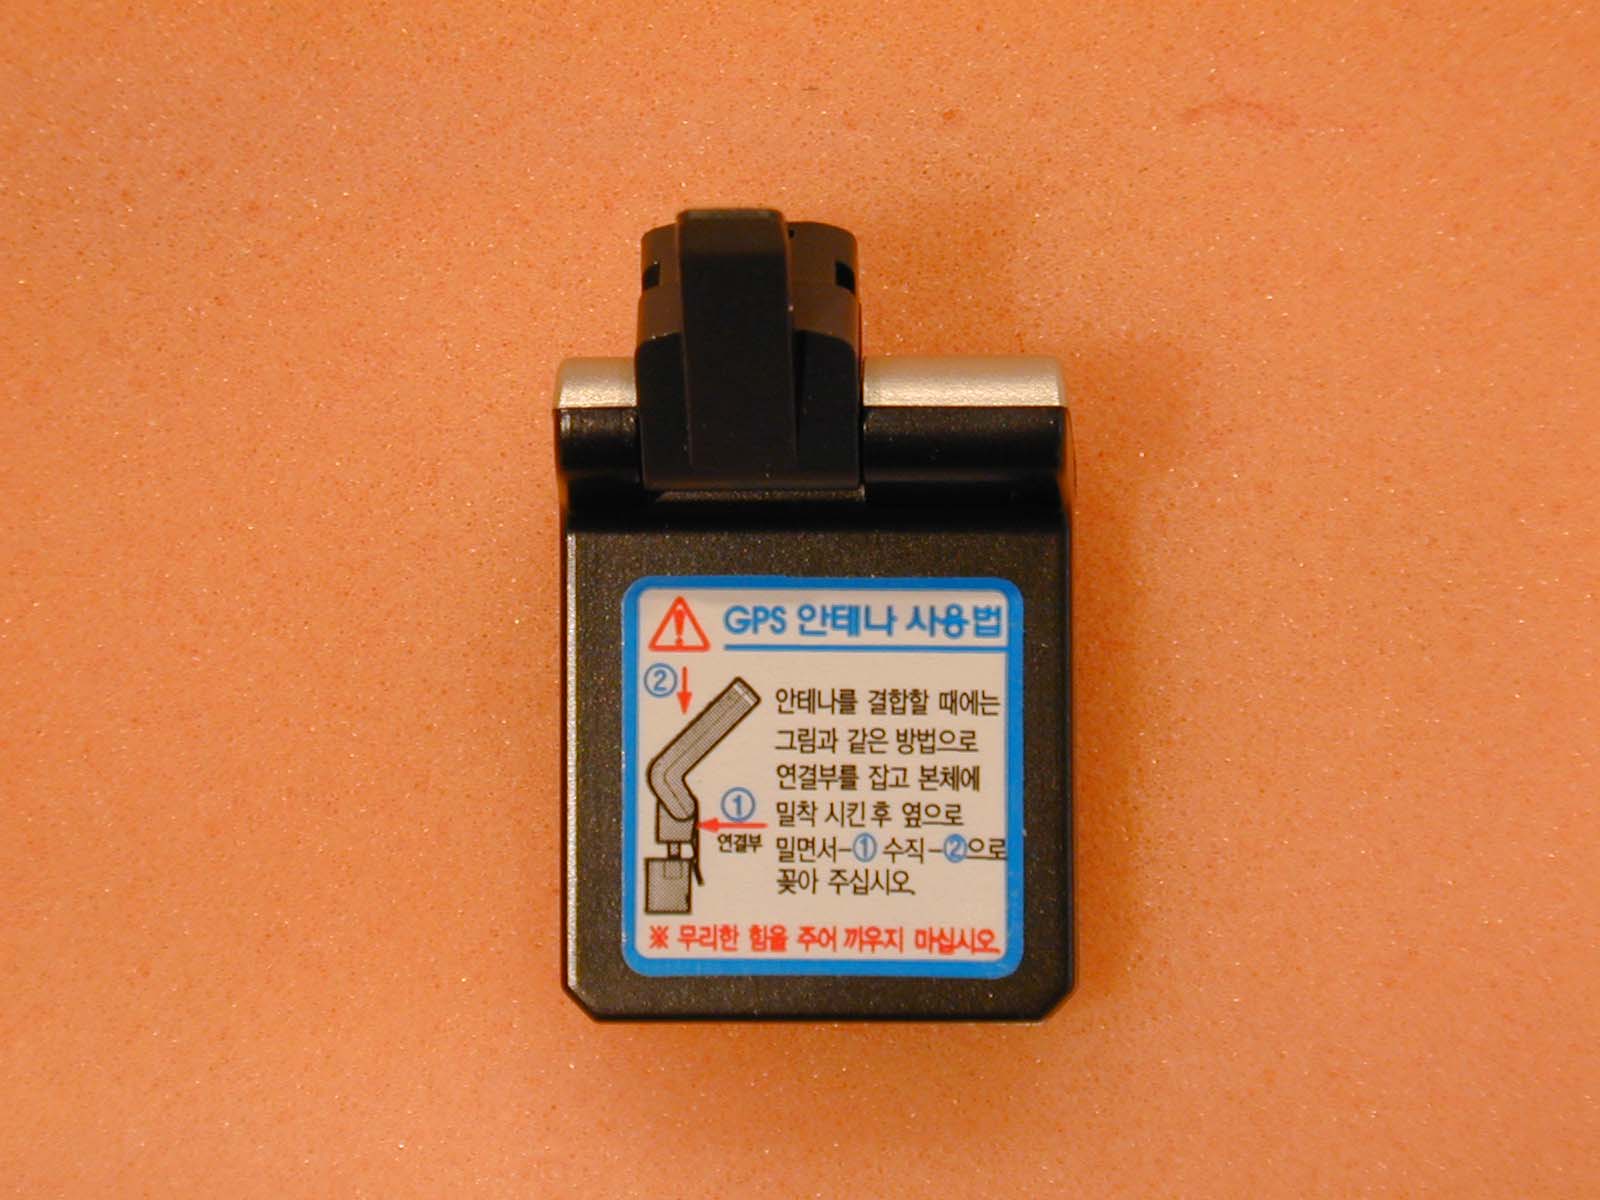 GPS 안테나 사용법
②
안테나를 결합할 때에는
그림과 같은 방법으로
연결부를 잡고 본체에
①
밀착 시킨 후 옆으로
연결부
밀면서-① 수직-②으로
꽂아 주십시오
※ 무리한 힘을 주어 끼우지 마십시오